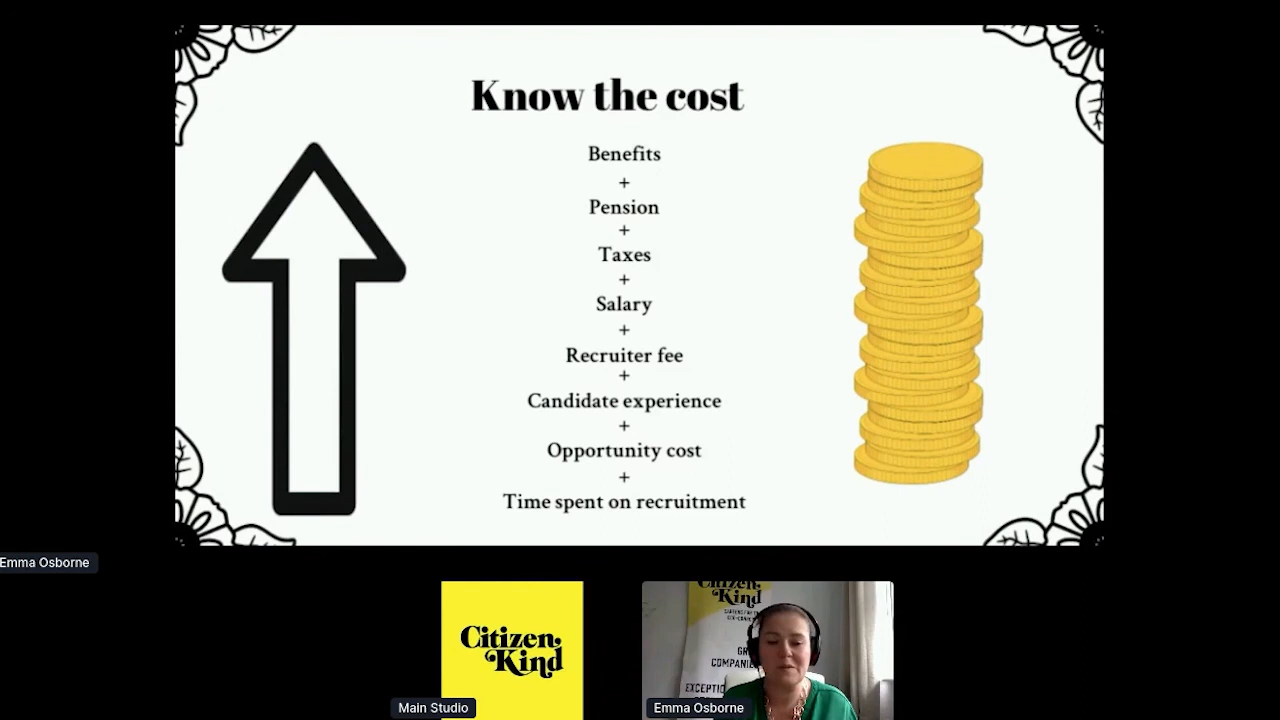 Know the cost
Benefits
+
Pension
+
Taxes
+
Salary
+
Recruiter fee
+
Candidate experience
+
Opportunity cost
+
Time spent on recruitment
Emma Osborne
Citizen
Kind
Main Studio
Citizen
Kind
COMPANIE
Emma Osborne